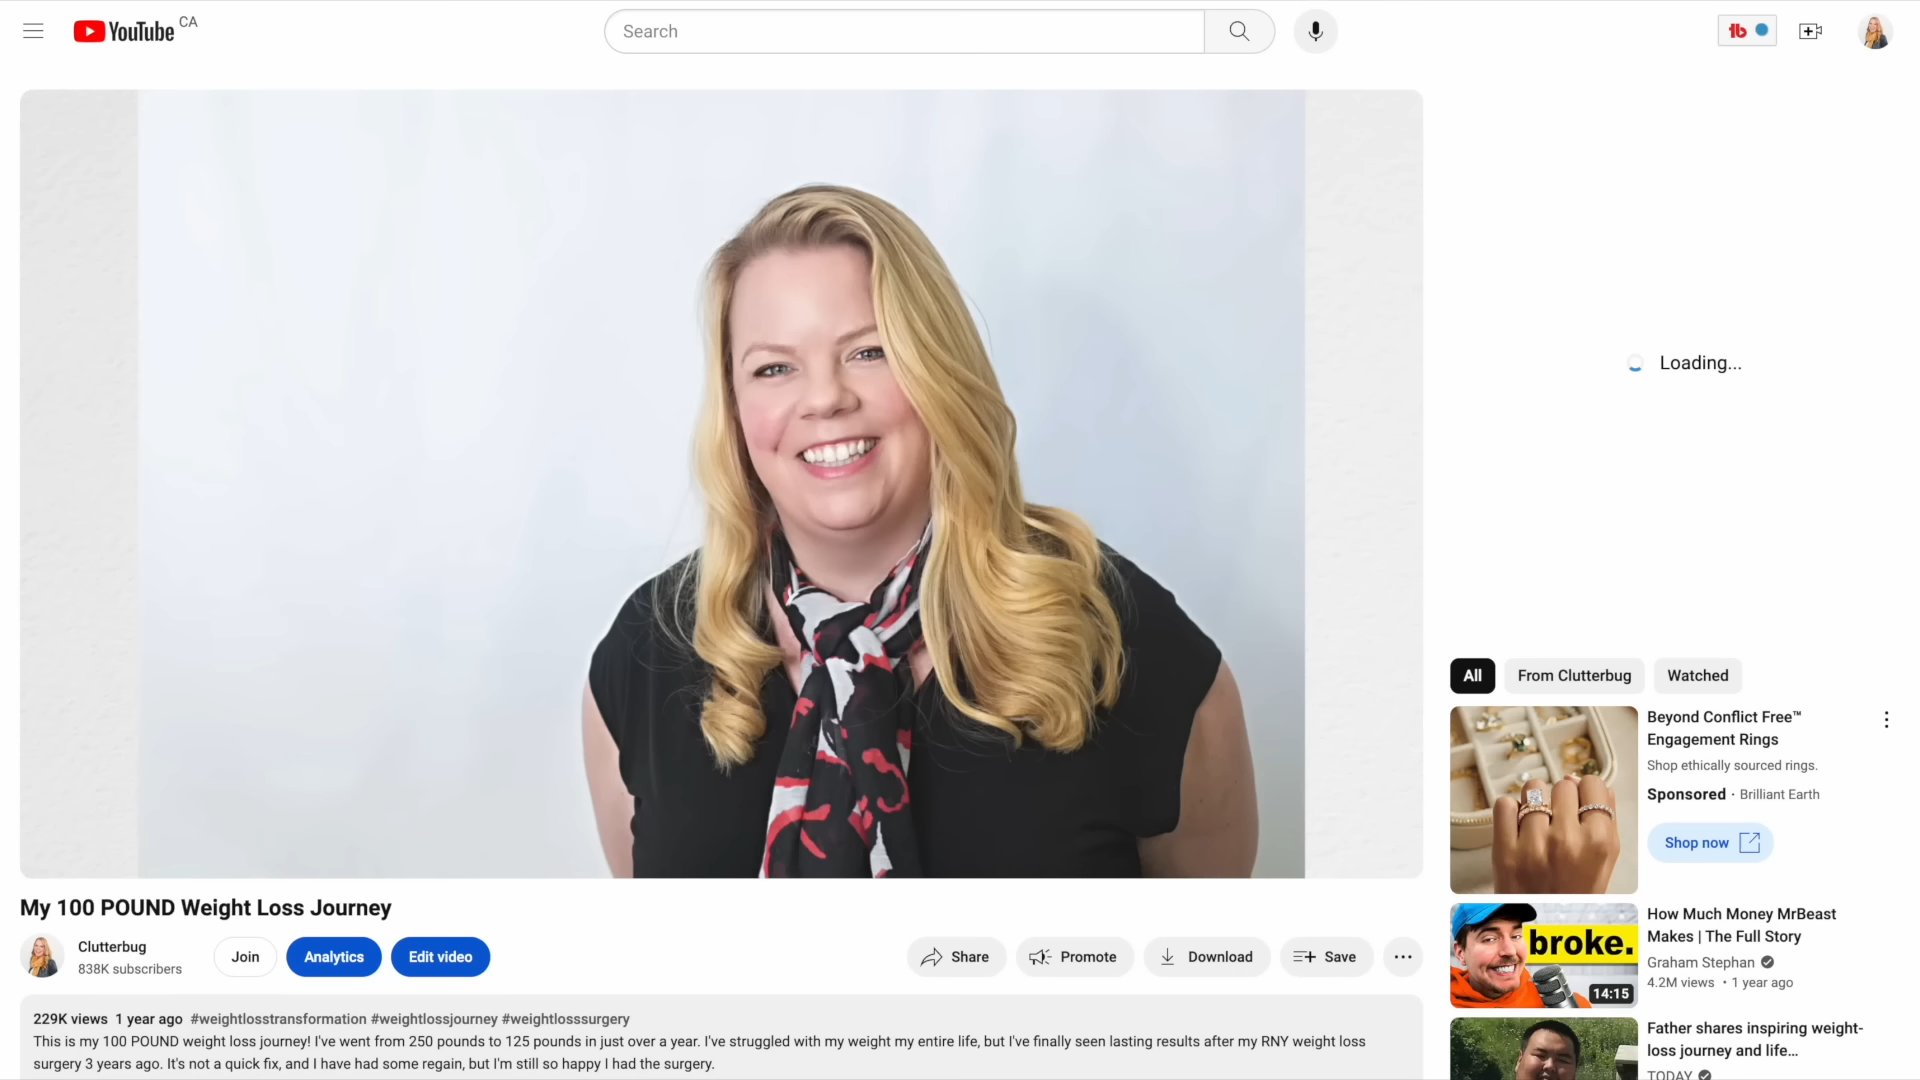 YouTube CA
Search
Loading...
All
From Clutterbug
Watched
Beyond Conflict Free™
Engagement Rings
Shop ethically sourced rings.
Sponsored · Brilliant Earth
Shop now
broke.
14:15
How Much Money MrBeast
Makes | The Full Story
Graham Stephan
4.2M views • 1 year ago
Father shares inspiring weight-
loss journey and life...
TODAY
My 100 POUND Weight Loss Journey
Clutterbug
838K subscribers
Join
Analytics
Edit video
Share
Promote
Download
Save
229K views 1 year ago #weightlosstransformation #weightlossjourney #weightlosssurgery
This is my 100 POUND weight loss journey! I've went from 250 pounds to 125 pounds in just over a year. I've struggled with my weight my entire life, but I've finally seen lasting results after my RNY weight loss
surgery 3 years ago. It's not a quick fix, and I have had some regain, but I'm still so happy I had the surgery.